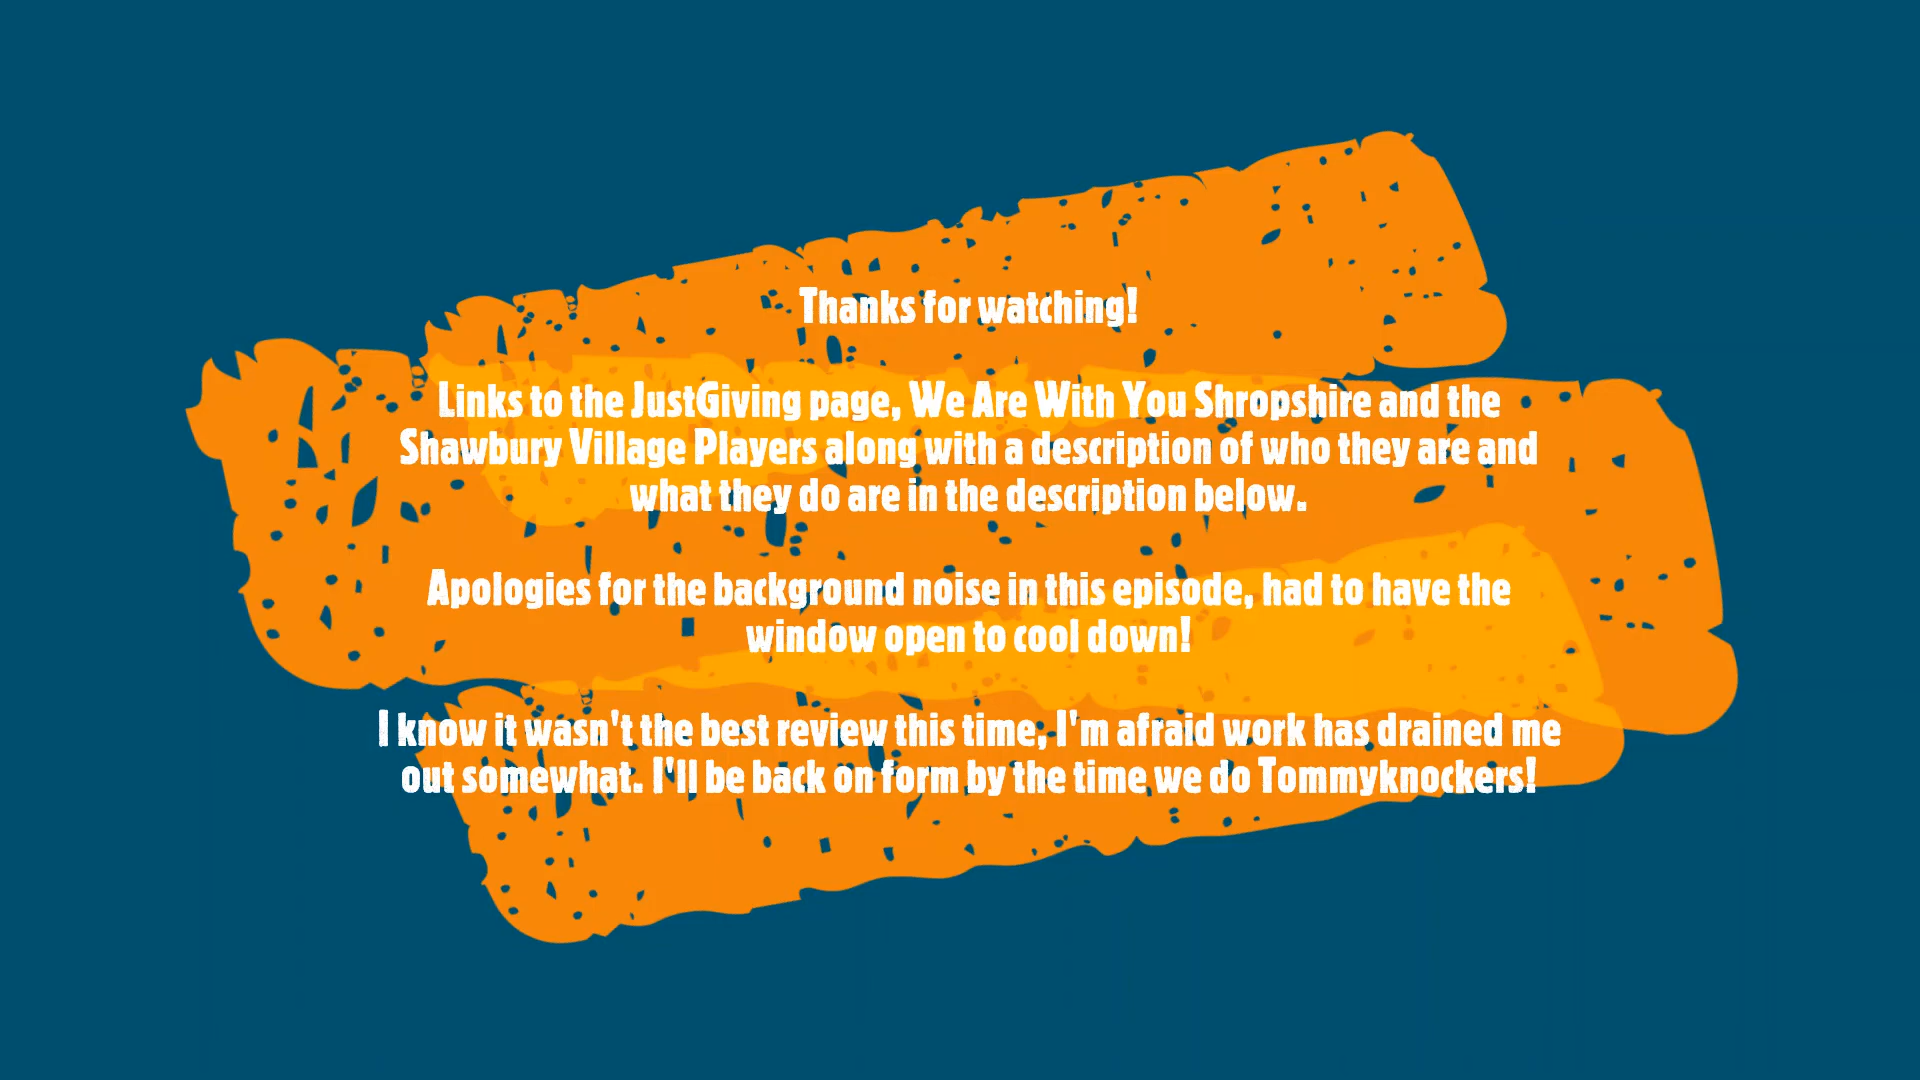 Thanks for watching!
Links to the JustGiving page, We Are With You Shropshire and the
Shawbury Village Players along with a description of who they are and
what they do are in the description below.
Apologies for the background noise in this episode, had to have the
window open to cool down!
I know it wasn't the best review this time, I'm afraid work has drained me
out somewhat. I'll be back on form by the time we do Tommyknockers!